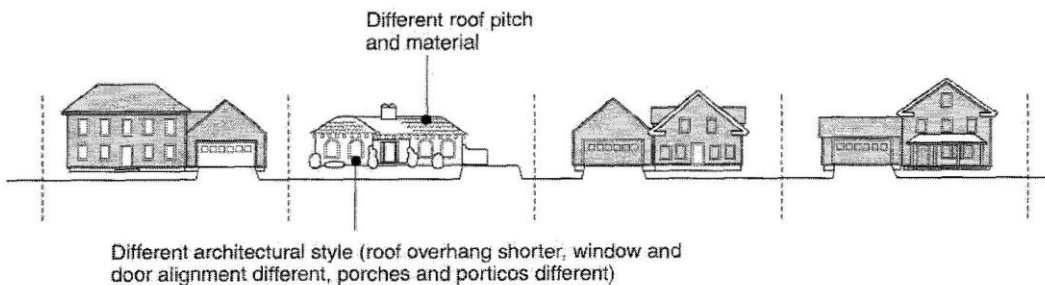 Different roof pitch
and material
Different architectural style (roof overhang shorter, window and
door alignment different, porches and porticos different)